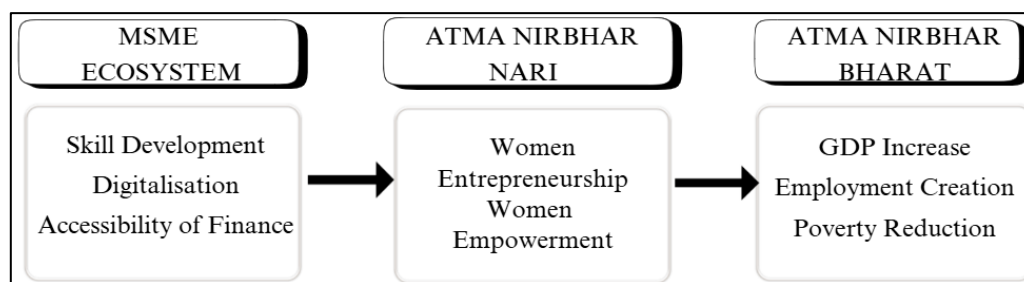 MSME
ECOSYSTEM
Skill Development
Digitalisation
Accessibility of Finance
ATMA NIRBHAR
NARI
Women
Entrepreneurship
Women
Empowerment
ATMA NIRBHAR
BHARAT
GDP Increase
Employment Creation
Poverty Reduction